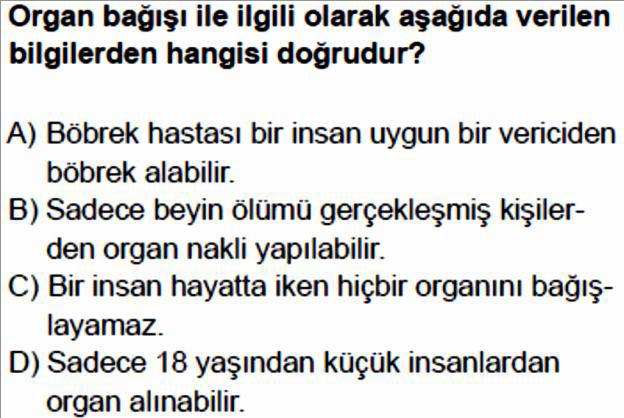 Organ bağışı ile ilgili olarak aşağıda verilen
bilgilerden hangisi doğrudur?
A) Böbrek hastası bir insan uygun bir vericiden
böbrek alabilir.
B) Sadece beyin ölümü gerçekleşmiş kişiler-
den organ nakli yapılabilir.
C) Bir insan hayatta iken hiçbir organını bağış-
layamaz.
D) Sadece 18 yaşından küçük insanlardan
organ alınabilir.